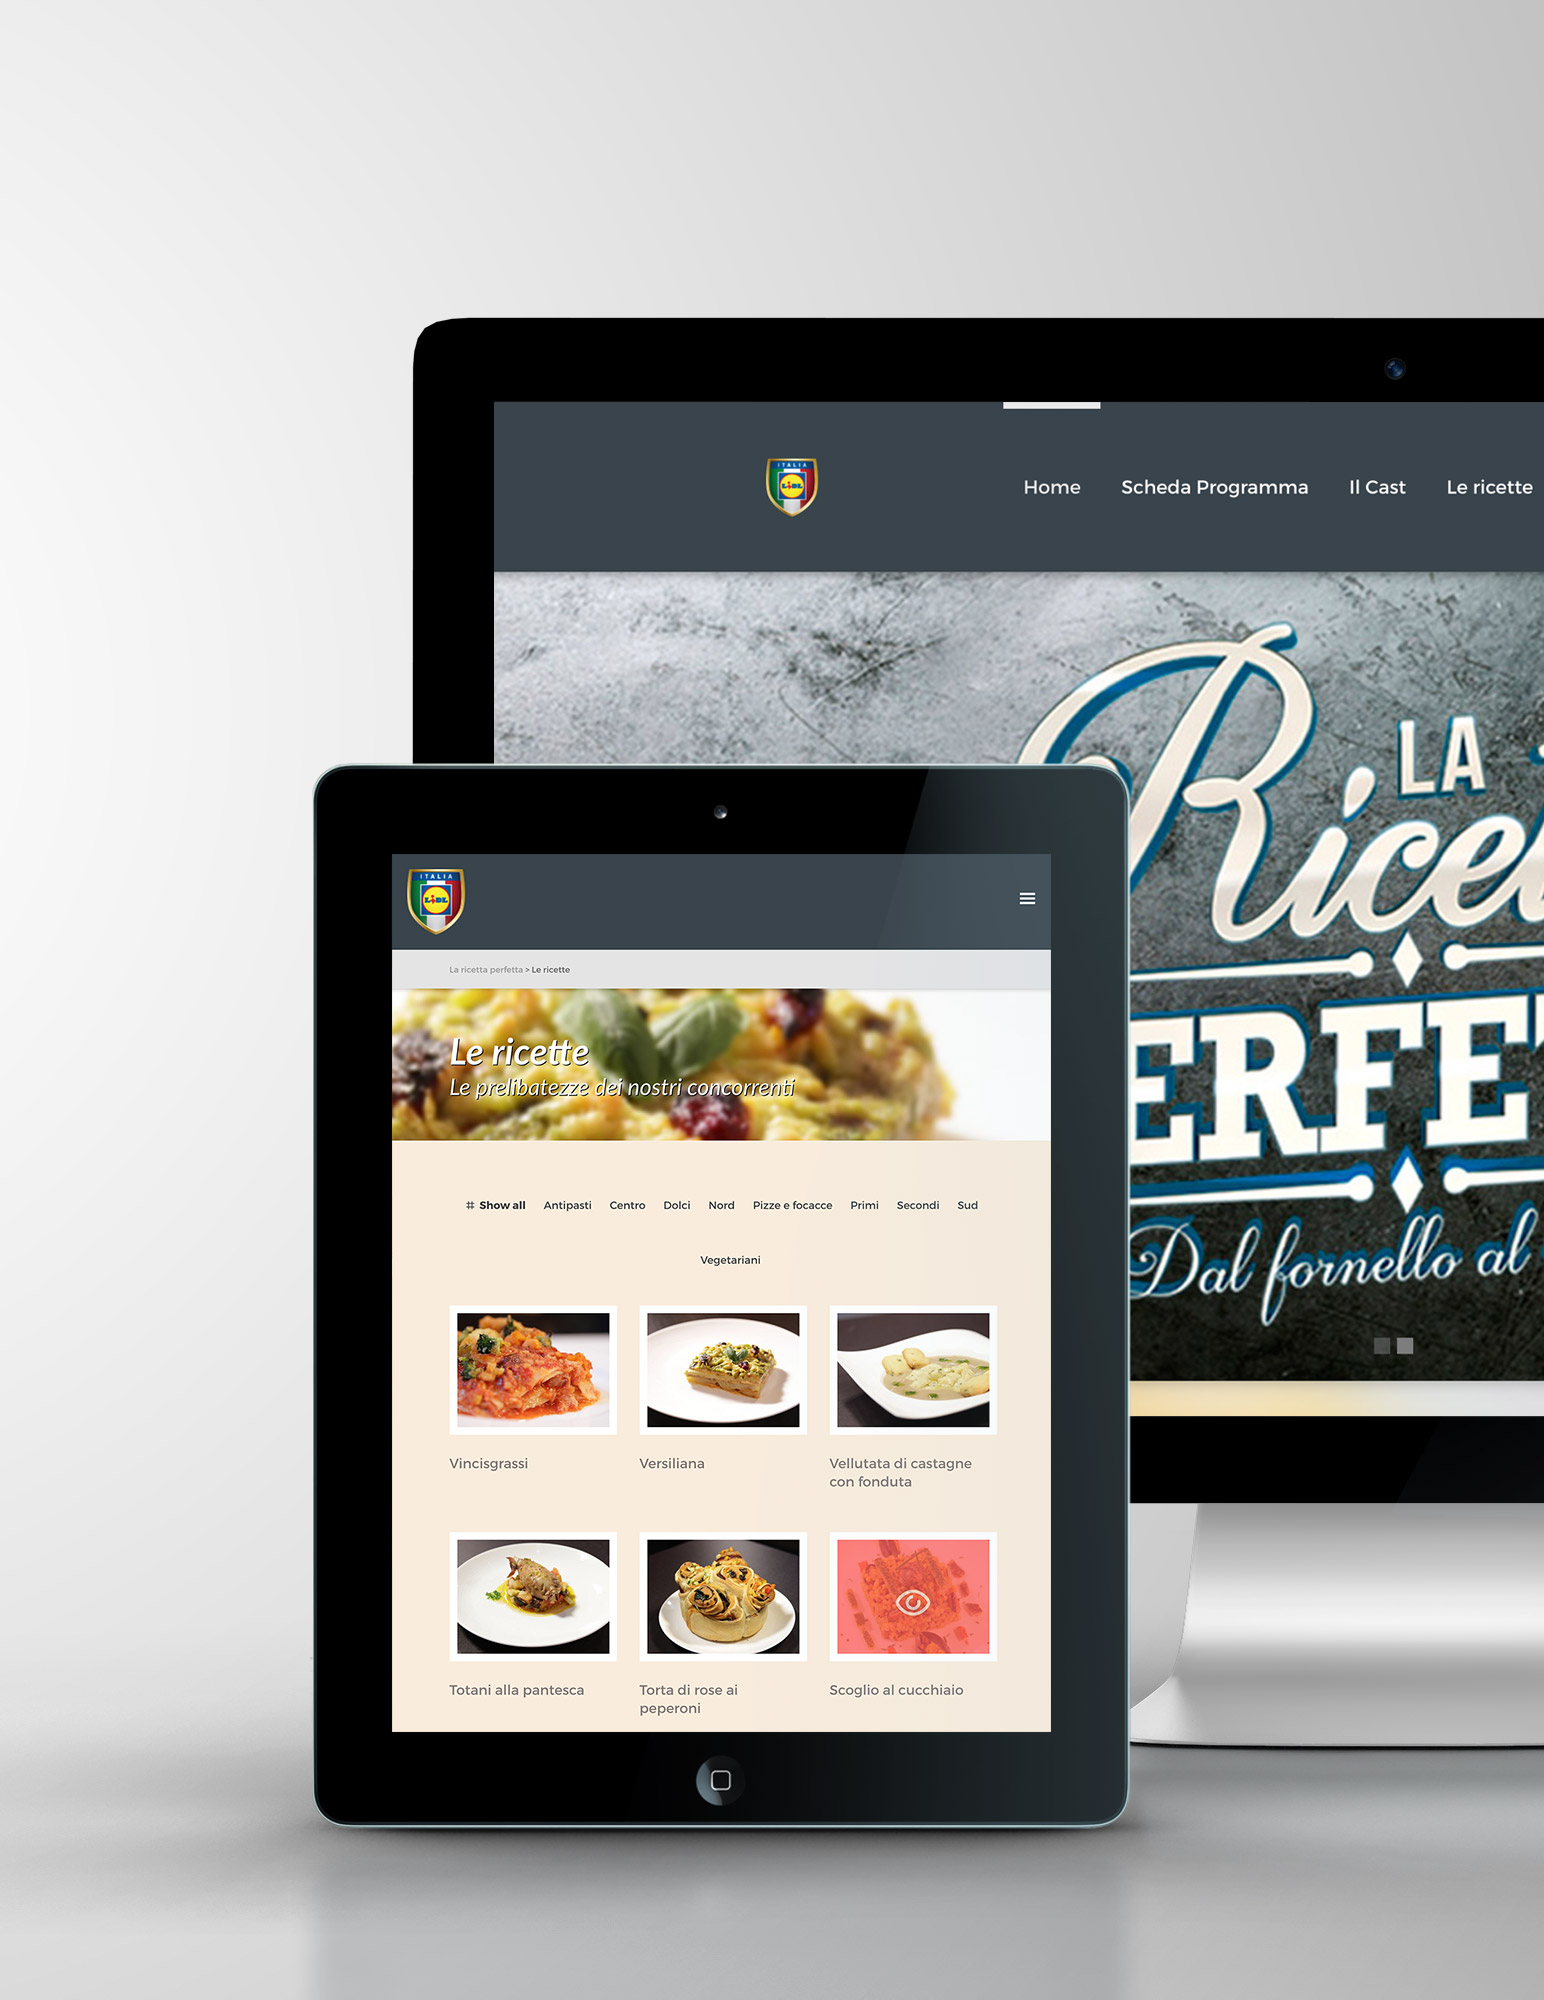 ITALIA
LIDL
Home Scheda Programma Il Cast Le ricette
LA
Dal fornello al
ITALIA
LIDL
La ricetta perfetta > Le ricette
Le ricette
Le prelibatezze dei nostri concorrenti
# Show all Antipasti Centro Dolci Nord Pizze e focacce Primi Secondi Sud
Vegetariani
Vincisgrassi
Versiliana
Vellutata di castagne
con fonduta
Totani alla pantesca
Torta di rose ai
peperoni
Scoglio al cucchiaio